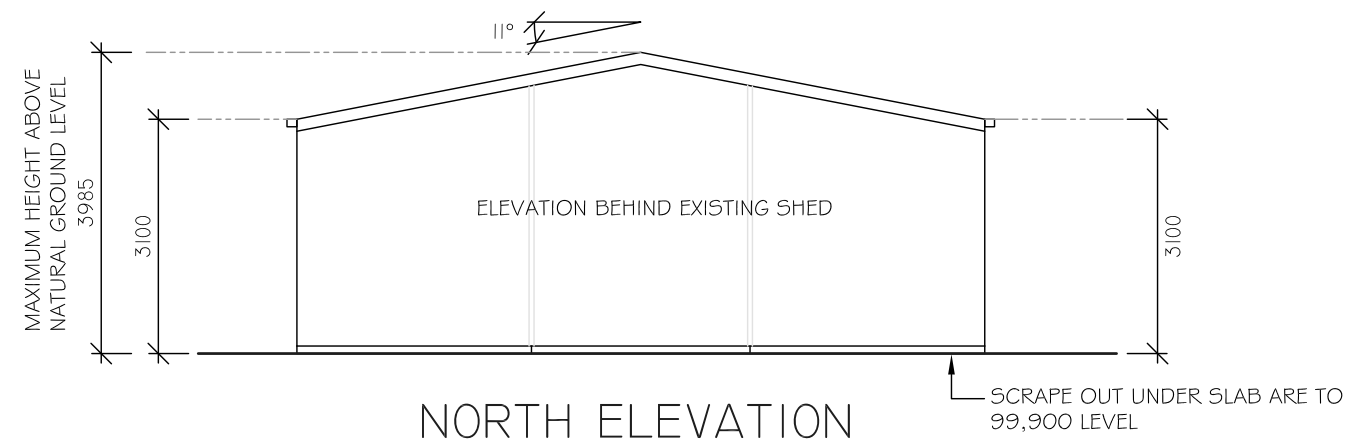 11°
MAXIMUM HEIGHT ABOVE
NATURAL GROUND LEVEL
3985
3100
ELEVATION BEHIND EXISTING SHED
3100
SCRAPE OUT UNDER SLAB ARE TO
99,900 LEVEL
NORTH ELEVATION